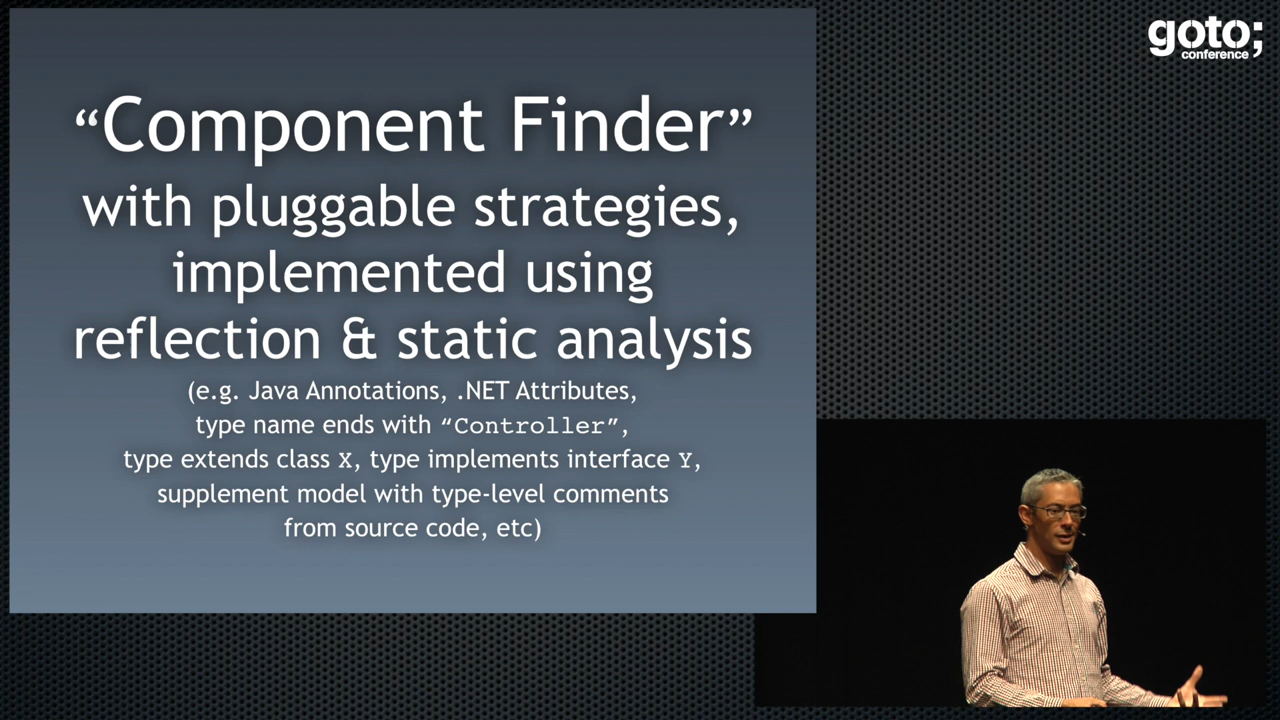 “Component Finder”
with pluggable strategies,
implemented using
reflection & static analysis
(e.g. Java Annotations, .NET Attributes,
type name ends with “Controller”,
type extends class X, type implements interface Y,
supplement model with type-level comments
from source code, etc)
goto;
conference